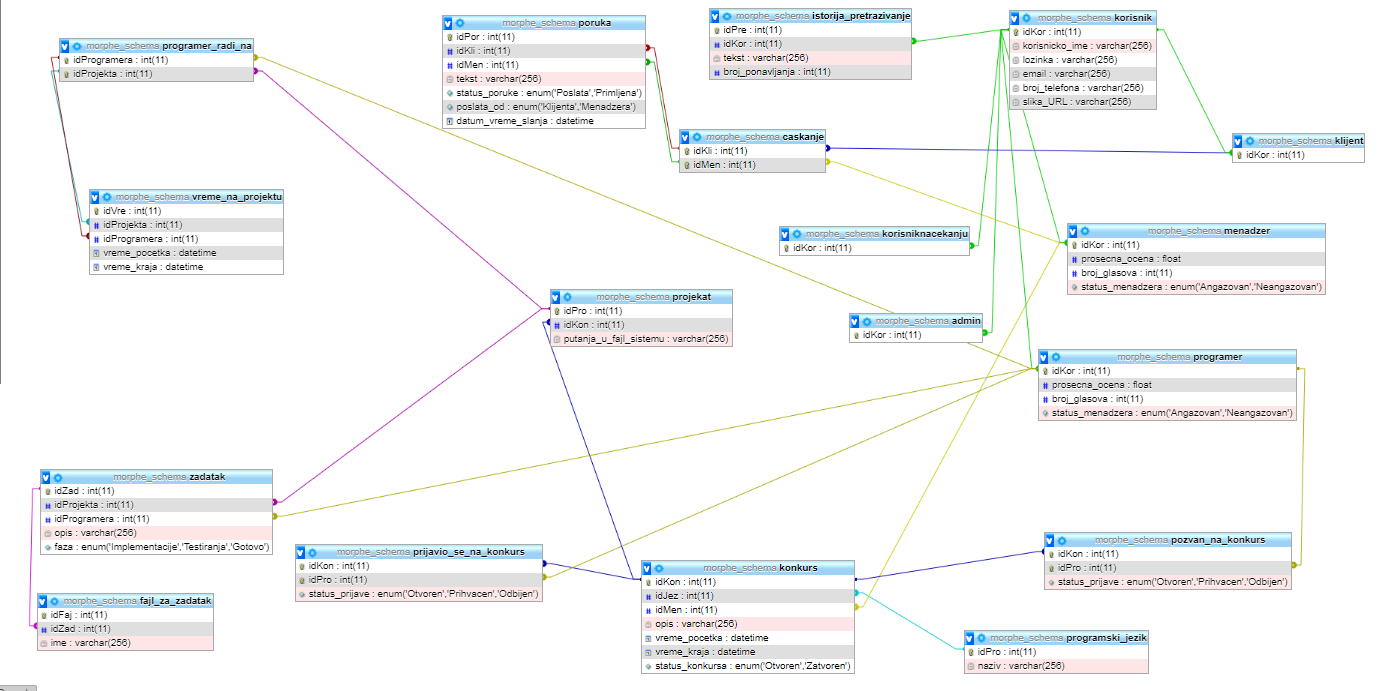 morphe_schema programer_radi_na
idProgramera : int(11)
idProjekta : int(11)
morphe_schema poruka
idPor : int(11)
idKli : int(11)
idMen : int(11)
tekst : varchar(256)
status_poruke : enum('Poslata','Primljena')
poslata_od : enum('Klijenta','Menadzera')
datum_vreme_slanja : datetime
morphe_schema istorija_pretrazivanje
idPre : int(11)
idKor : int(11)
tekst : varchar(256)
broj_ponavljanja : int(11)
morphe_schema korisnik
idKor : int(11)
korisnicko_ime : varchar(256)
lozinka : varchar(256)
email : varchar(256)
broj_telefona : varchar(256)
slika_URL : varchar(256)
morphe_schema caskanje
idKli : int(11)
idMen : int(11)
morphe_schema klijent
idKor : int(11)
morphe_schema vreme_na_projektu
idVre : int(11)
idProjekta : int(11)
idProgramera : int(11)
vreme_pocetka : datetime
vreme_kraja : datetime
morphe_schema korisniknacekanju
idKor : int(11)
morphe_schema menadzer
idKor : int(11)
prosecna_ocena : float
broj_glasova : int(11)
status_menadzera : enum('Angazovan','Neangazovan')
morphe_schema projekat
idPro : int(11)
idKon : int(11)
putanja_u_fajl_sistemu : varchar(256)
morphe_schema admin
idKor : int(11)
morphe_schema programer
idKor : int(11)
prosecna_ocena : float
broj_glasova : int(11)
status_menadzera : enum('Angazovan','Neangazovan')
morphe_schema zadatak
idZad : int(11)
idProjekta : int(11)
idProgramera : int(11)
opis : varchar(256)
faza : enum('Implementacije','Testiranja','Gotovo')
morphe_schema prijavio_se_na_konkurs
idKon : int(11)
idPro : int(11)
status_prijave : enum('Otvoren','Prihvacen','Odbijen')
morphe_schema konkurs
idKon : int(11)
idJez : int(11)
idMen : int(11)
opis : varchar(256)
vreme_pocetka : datetime
vreme_kraja : datetime
status_konkursa : enum('Otvoren','Zatvoren')
morphe_schema pozvan_na_konkurs
idKon : int(11)
idPro : int(11)
status_prijave : enum('Otvoren','Prihvacen','Odbijen')
morphe_schema fajl_za_zadatak
idFaj : int(11)
idZad : int(11)
ime : varchar(256)
morphe_schema programski_jezik
idPro : int(11)
naziv : varchar(256)